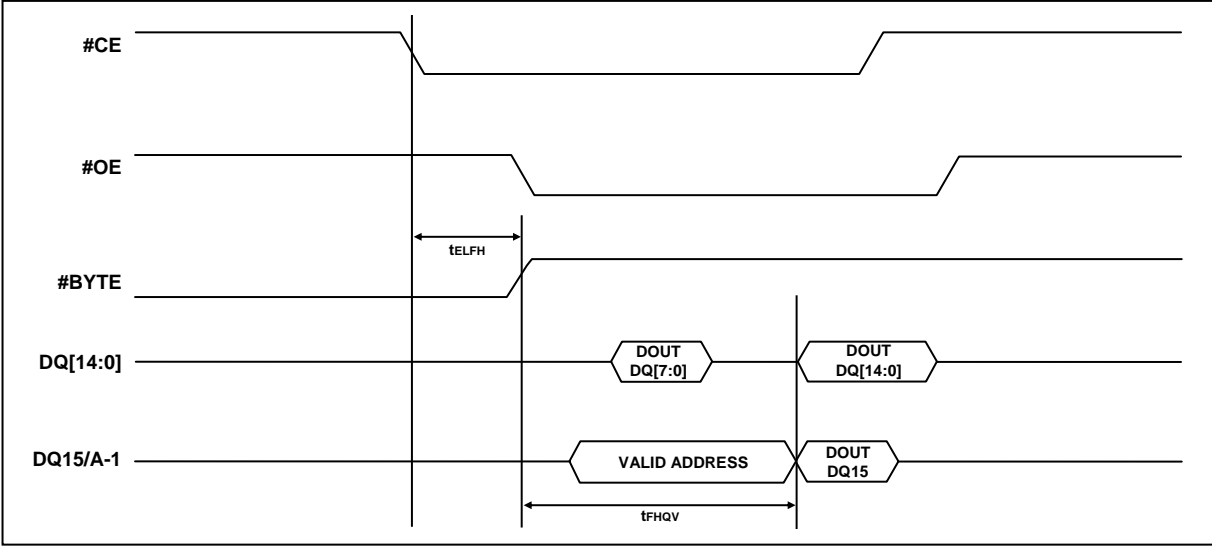 #CE
#OE
tELFH
#BYTE
DQ[14:0]
DOUT
DQ[7:0]
DOUT
DQ[14:0]
DQ15/A-1
VALID ADDRESS
DOUT
DQ15
tFHQV